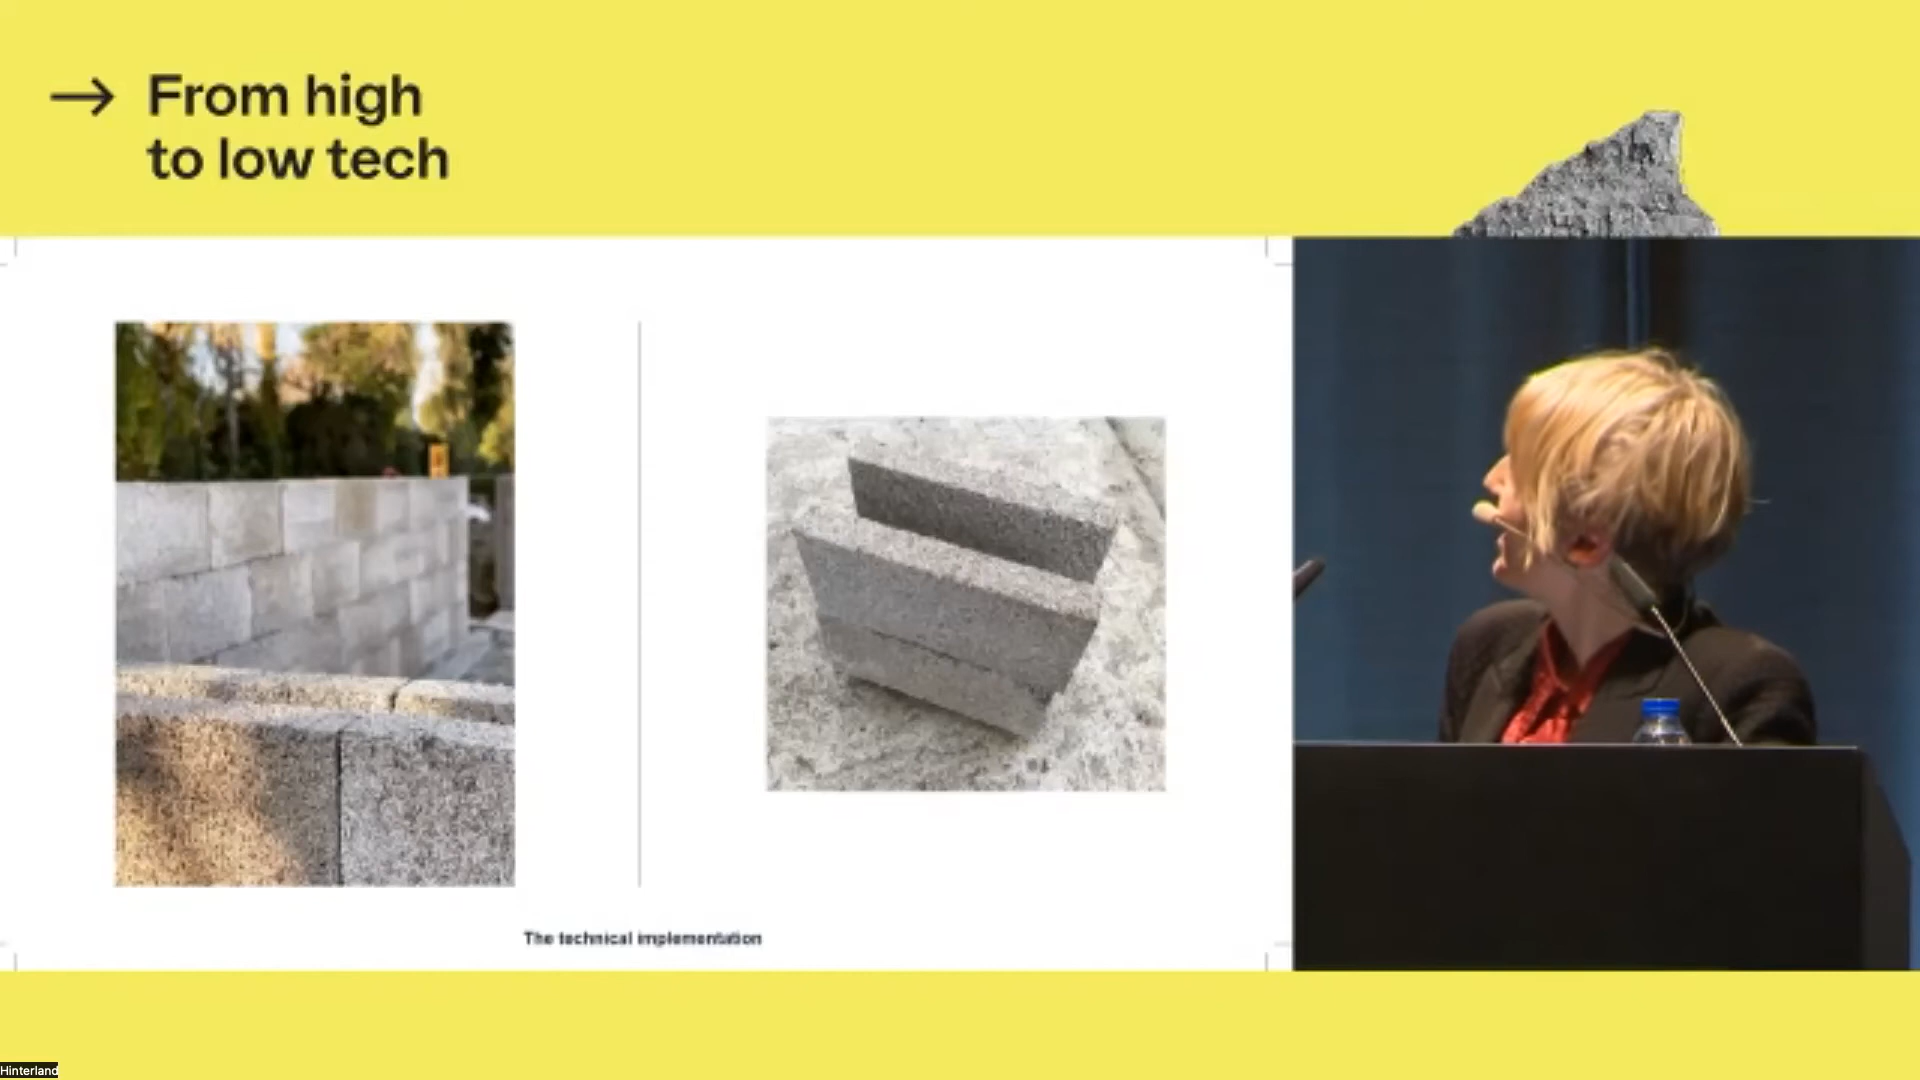 → From high
to low tech
The technical implementation
Hinterland